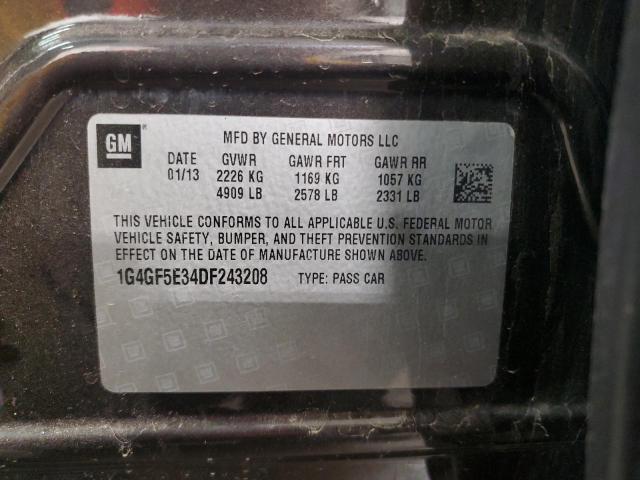 GM
MFD BY GENERAL MOTORS LLC
DATE GVWR GAWR FRT GAWR RR
01/13 2226 KG 1169 KG 1057 KG
4909 LB 2578 LB 2331 LB
THIS VEHICLE CONFORMS TO ALL APPLICABLE U.S. FEDERAL MOTOR
VEHICLE SAFETY, BUMPER, AND THEFT PREVENTION STANDARDS IN
EFFECT ON THE DATE OF MANUFACTURE SHOWN ABOVE.
1G4GF5E34DF243208 TYPE: PASS CAR